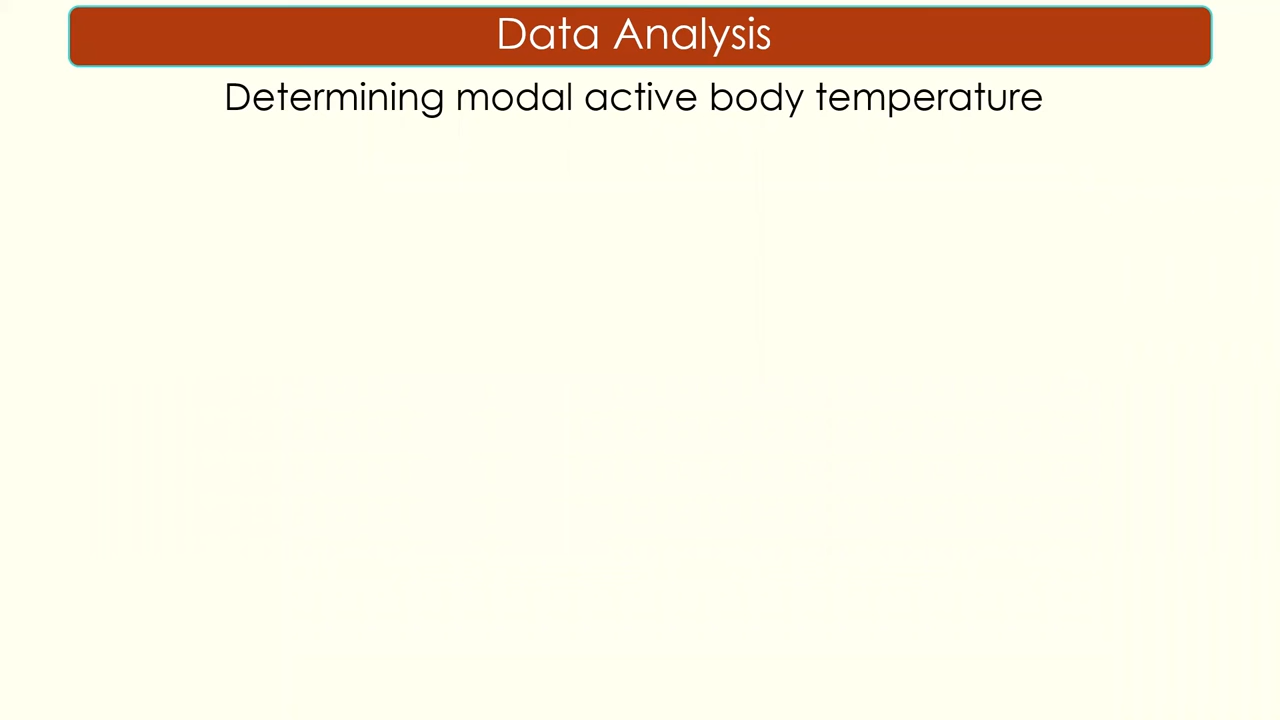 Data Analysis
Determining modal active body temperature